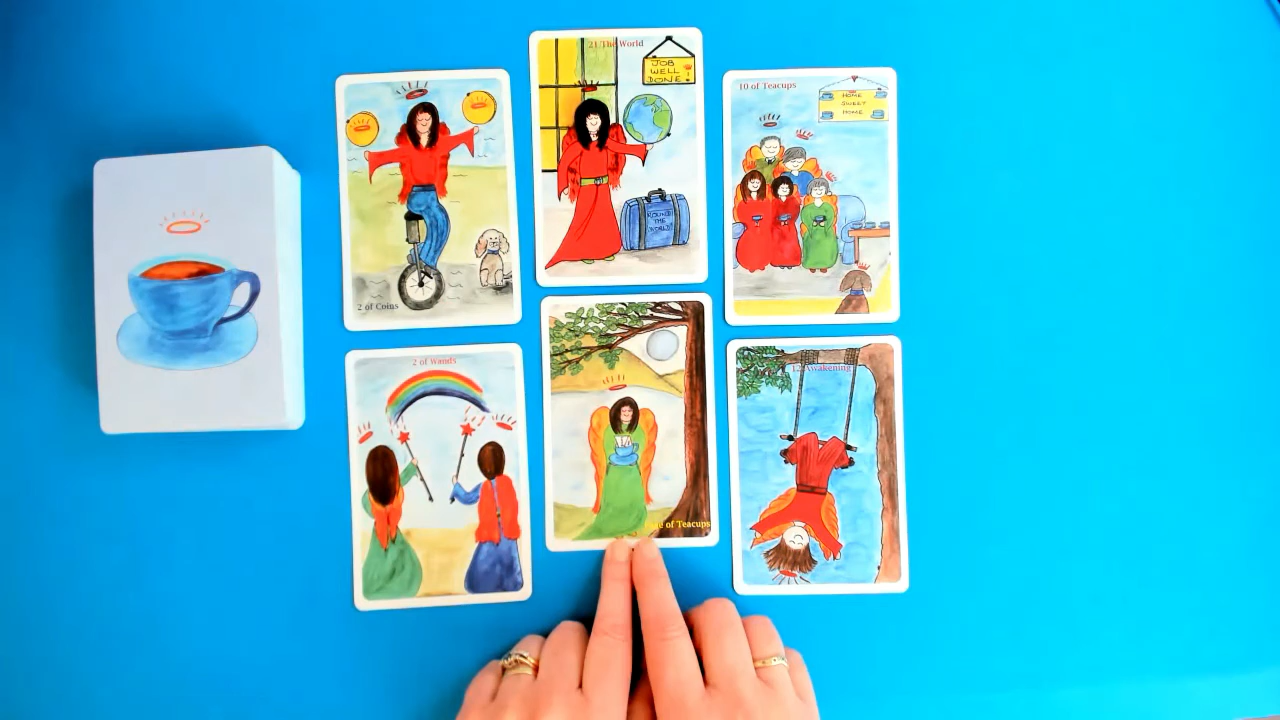 2 of Coins
21 The World
JOB
WELL
DONE!
ROUND
THE
WORLD
10 of Teacups
HOME
SWEET
HOME
2 of Wands
of Teacups
12 Awakening